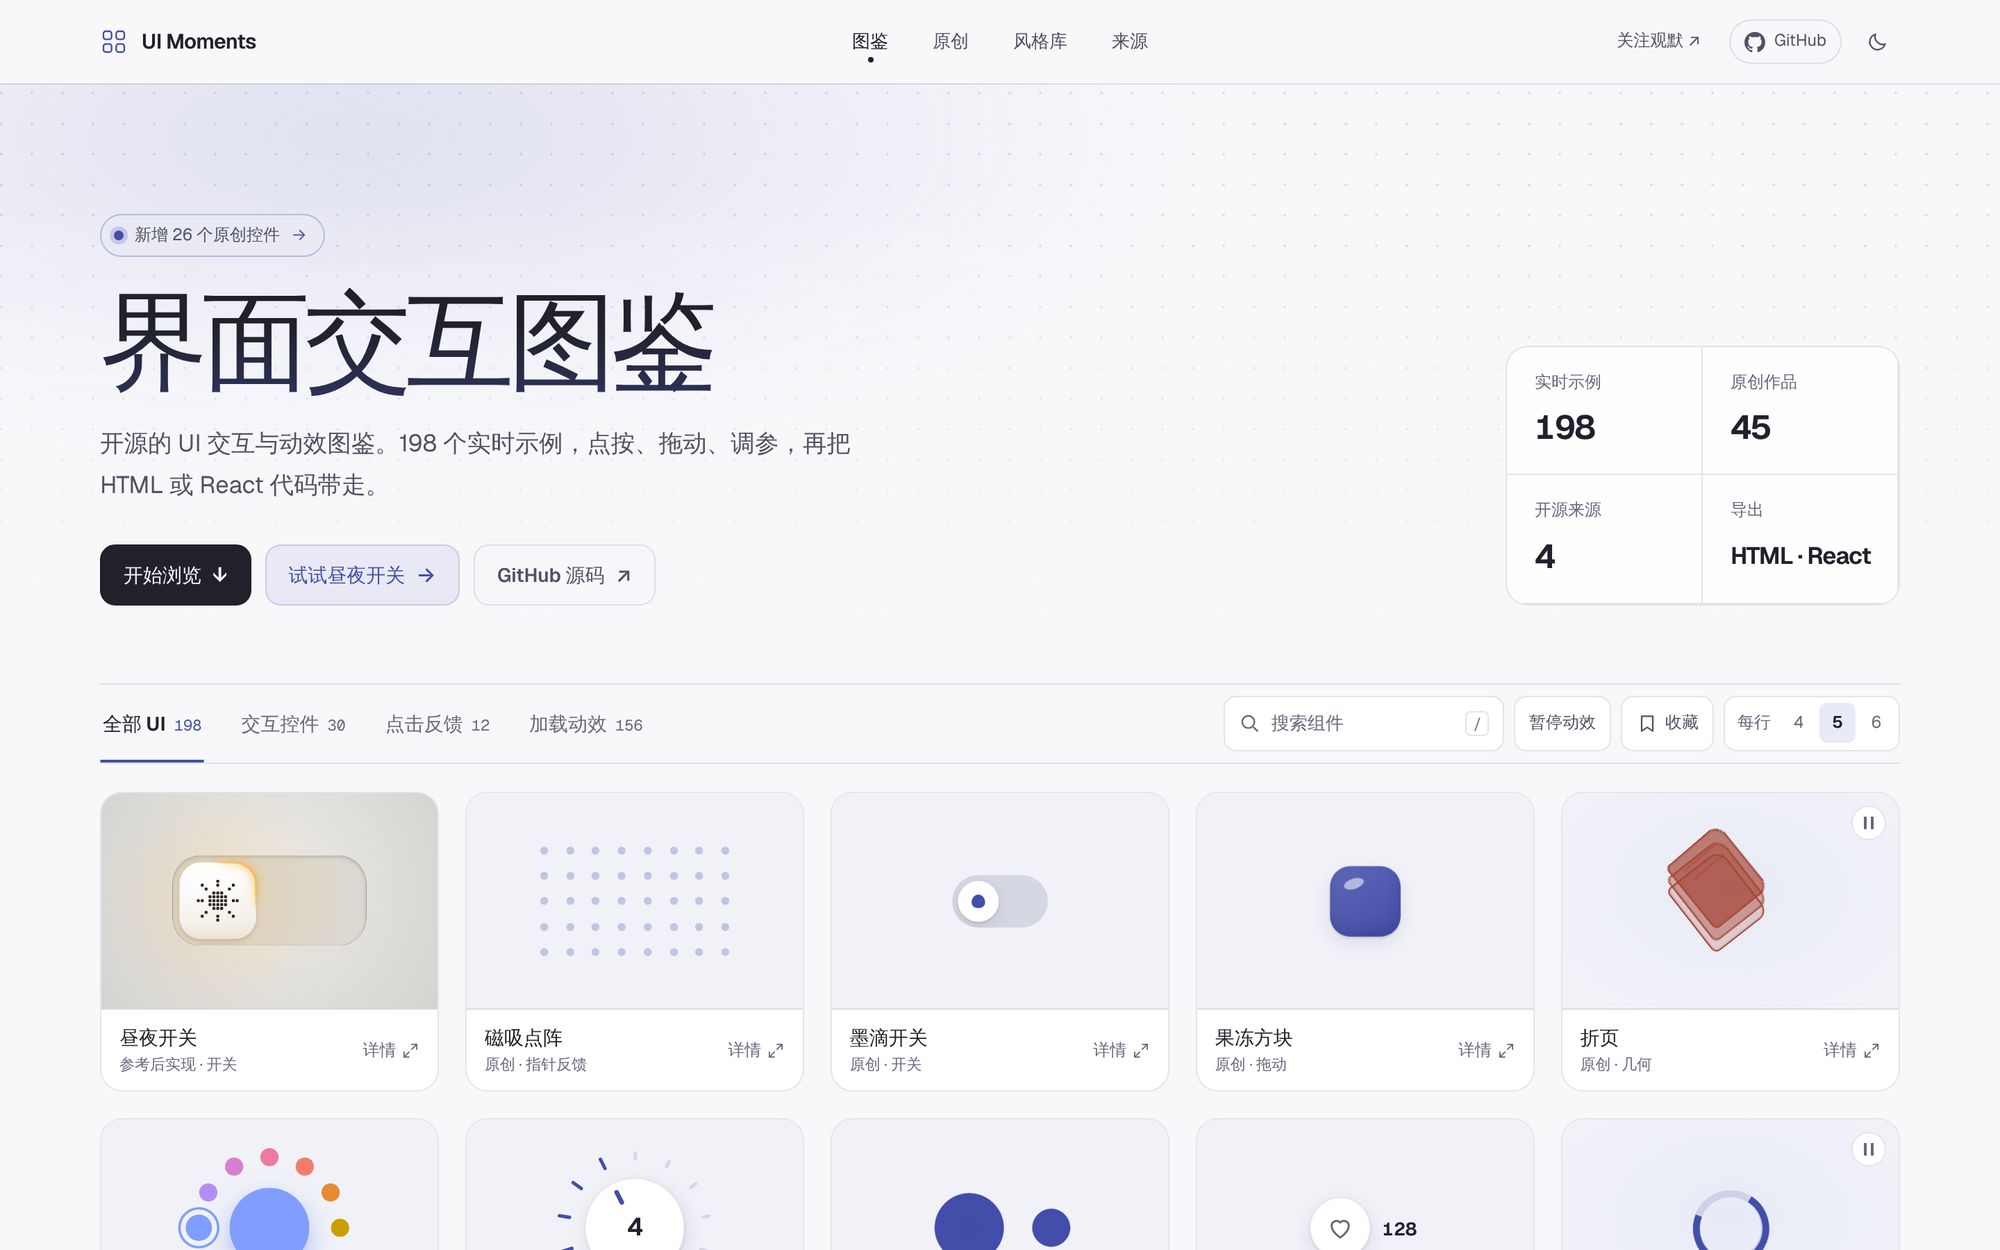 UI Moments
图鉴
原创
风格库
来源
关注观默
GitHub
新增 26 个原创控件
界面交互图鉴
开源的 UI 交互与动效图鉴。198 个实时示例，点按、拖动、调参，再把
HTML 或 React 代码带走。
开始浏览
试试昼夜开关
GitHub 源码
实时示例
198
原创作品
45
开源来源
4
导出
HTML · React
全部 UI 198
交互控件 30
点击反馈 12
加载动效 156
搜索组件 /
暂停动效
收藏
每行 4 5 6
昼夜开关
参考后实现 · 开关
详情
磁吸点阵
原创 · 指针反馈
详情
墨滴开关
原创 · 开关
详情
果冻方块
原创 · 拖动
详情
折页
原创 · 几何
详情
4
128